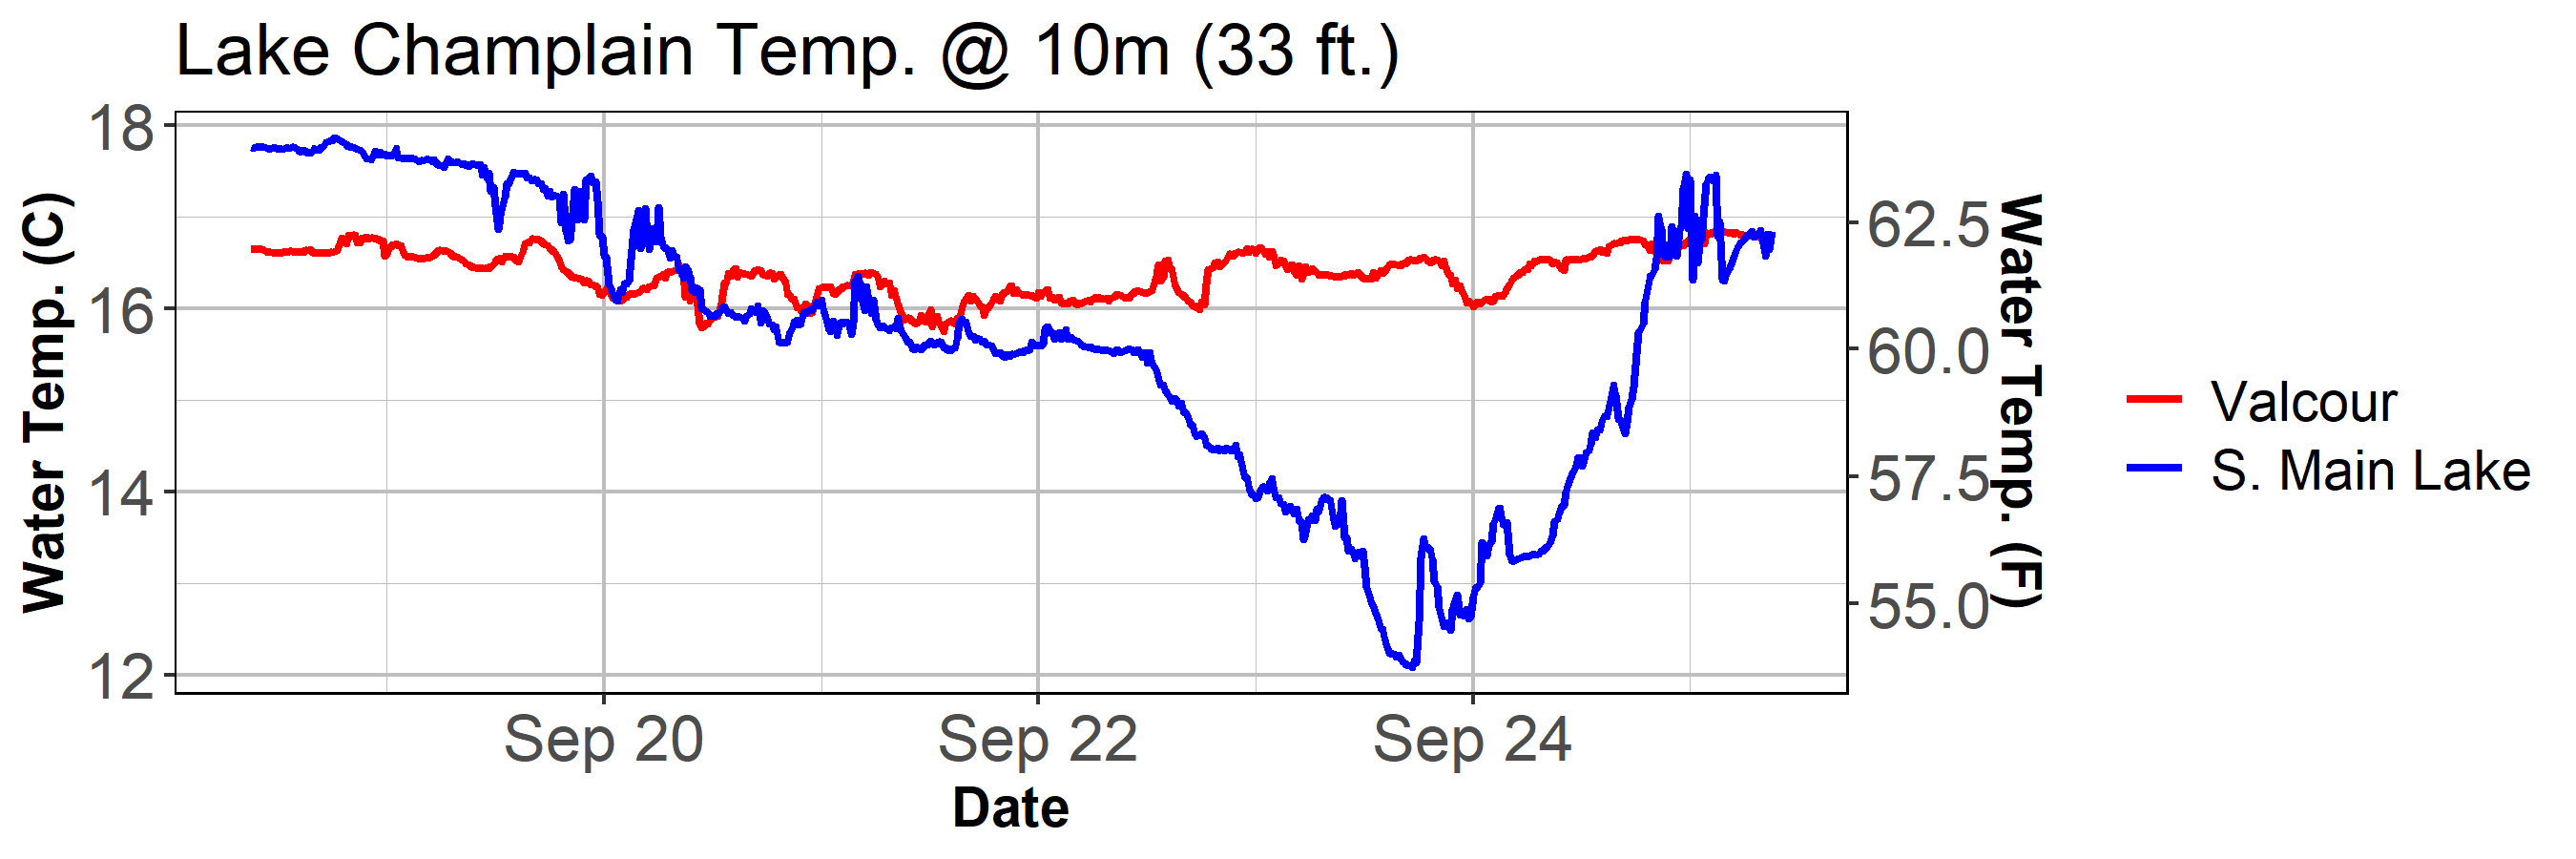 Lake Champlain Temp. @ 10m (33 ft.)
Water Temp. (C)
18
16
14
12
62.5
60.0
57.5
55.0
Water Temp. (F)
Sep 20
Sep 22
Sep 24
Date
Valcour
S. Main Lake